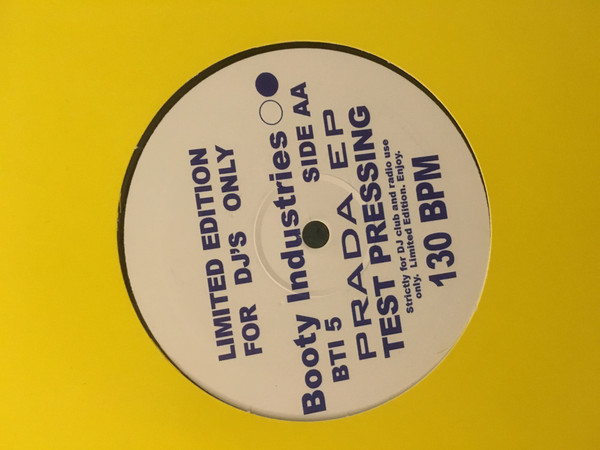 LIMITED EDITION
FOR DJ'S ONLY
Booty Industries
BTI 5 SIDE AA
PRADA EP
TEST PRESSING
Strictly for DJ club and radio use
only. Limited Edition. Enjoy.
130 BPM